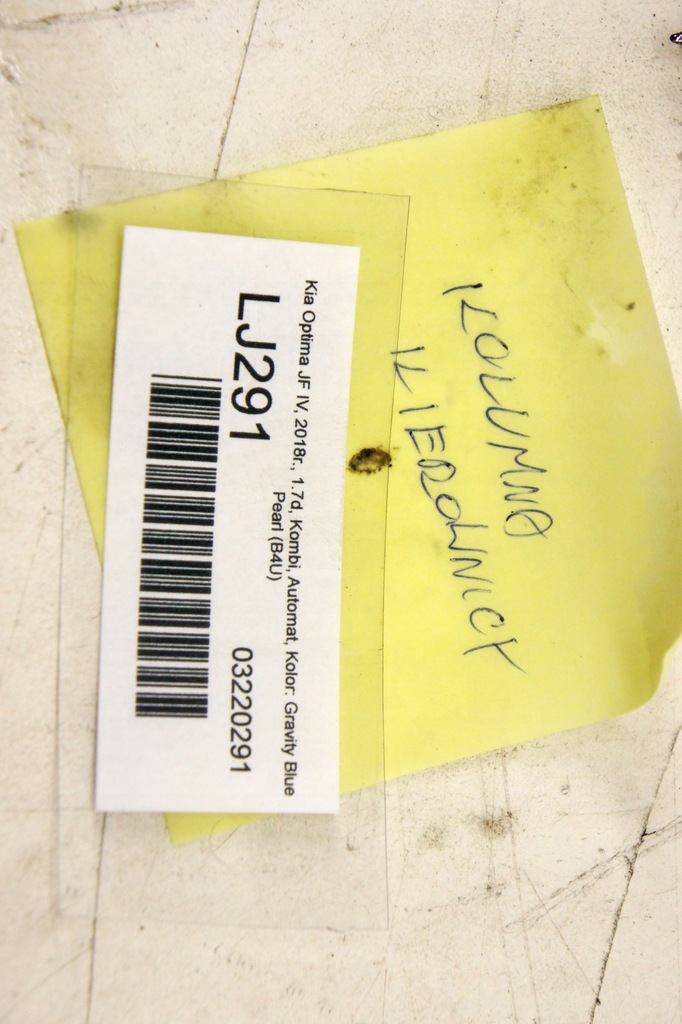 KOLUMNA
KIEROWNICY
Kia Optima JF IV, 2018r., 1.7d, Kombi, Automat, Kolor: Gravity Blue
Pearl (B4U)
LJ291
03220291